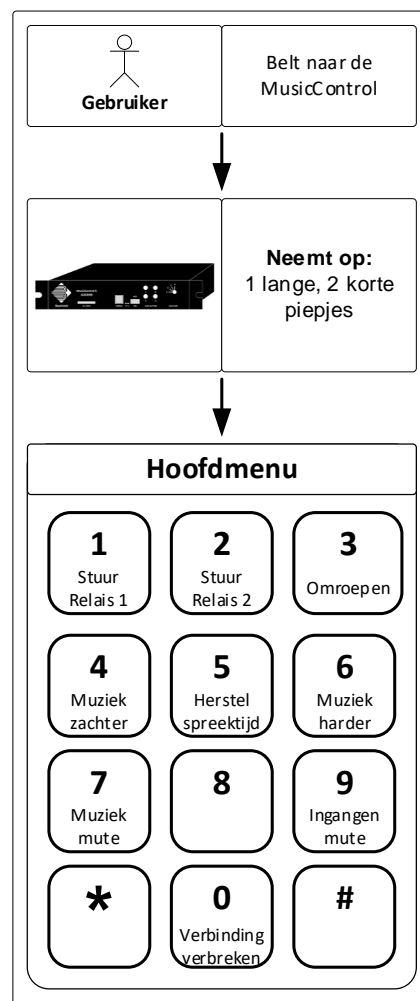 Gebruiker
Belt naar de
MusicControl
Neemt op:
1 lange, 2 korte
piepjes
Hoofdmenu
1
Stuur
Relais 1
2
Stuur
Relais 2
3
Omroepen
4
Muziek
zachter
5
Herstel
spreektijd
6
Muziek
harder
7
Muziek
mute
8
9
Ingangen
mute
*
0
Verbinding
verbreken
#